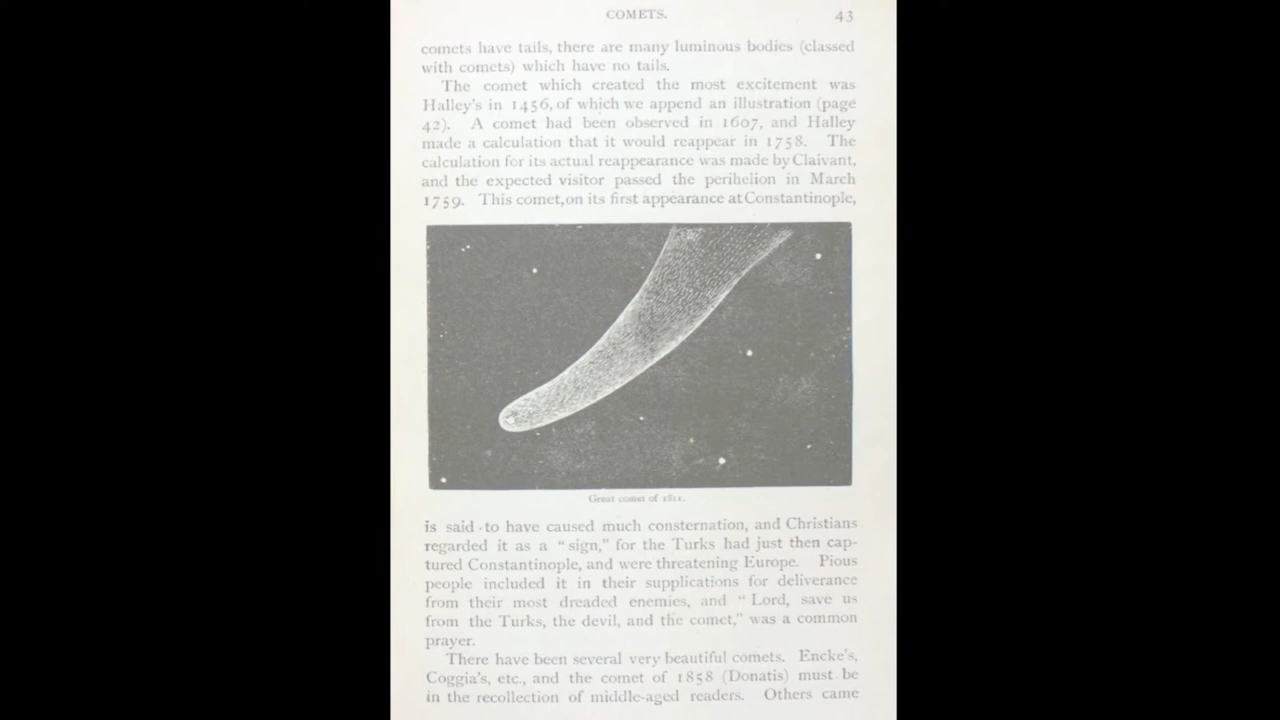 COMETS. 43
comets have tails, there are many luminous bodies (classed
with comets) which have no tails.
The comet which created the most excitement was
Halley's in 1456, of which we append an illustration (page
42). A comet had been observed in 1607, and Halley
made a calculation that it would reappear in 1758. The
calculation for its actual reappearance was made by Claivant,
and the expected visitor passed the perihelion in March
1759. This comet, on its first appearance at Constantinople,
Great comet of 1811.
is said to have caused much consternation, and Christians
regarded it as a “sign,” for the Turks had just then cap-
tured Constantinople, and were threatening Europe. Pious
people included it in their supplications for deliverance
from their most dreaded enemies, and “Lord, save us
from the Turks, the devil, and the comet,” was a common
prayer.
There have been several very beautiful comets. Encke's,
Coggia's, etc., and the comet of 1858 (Donatis) must be
in the recollection of middle-aged readers. Others came